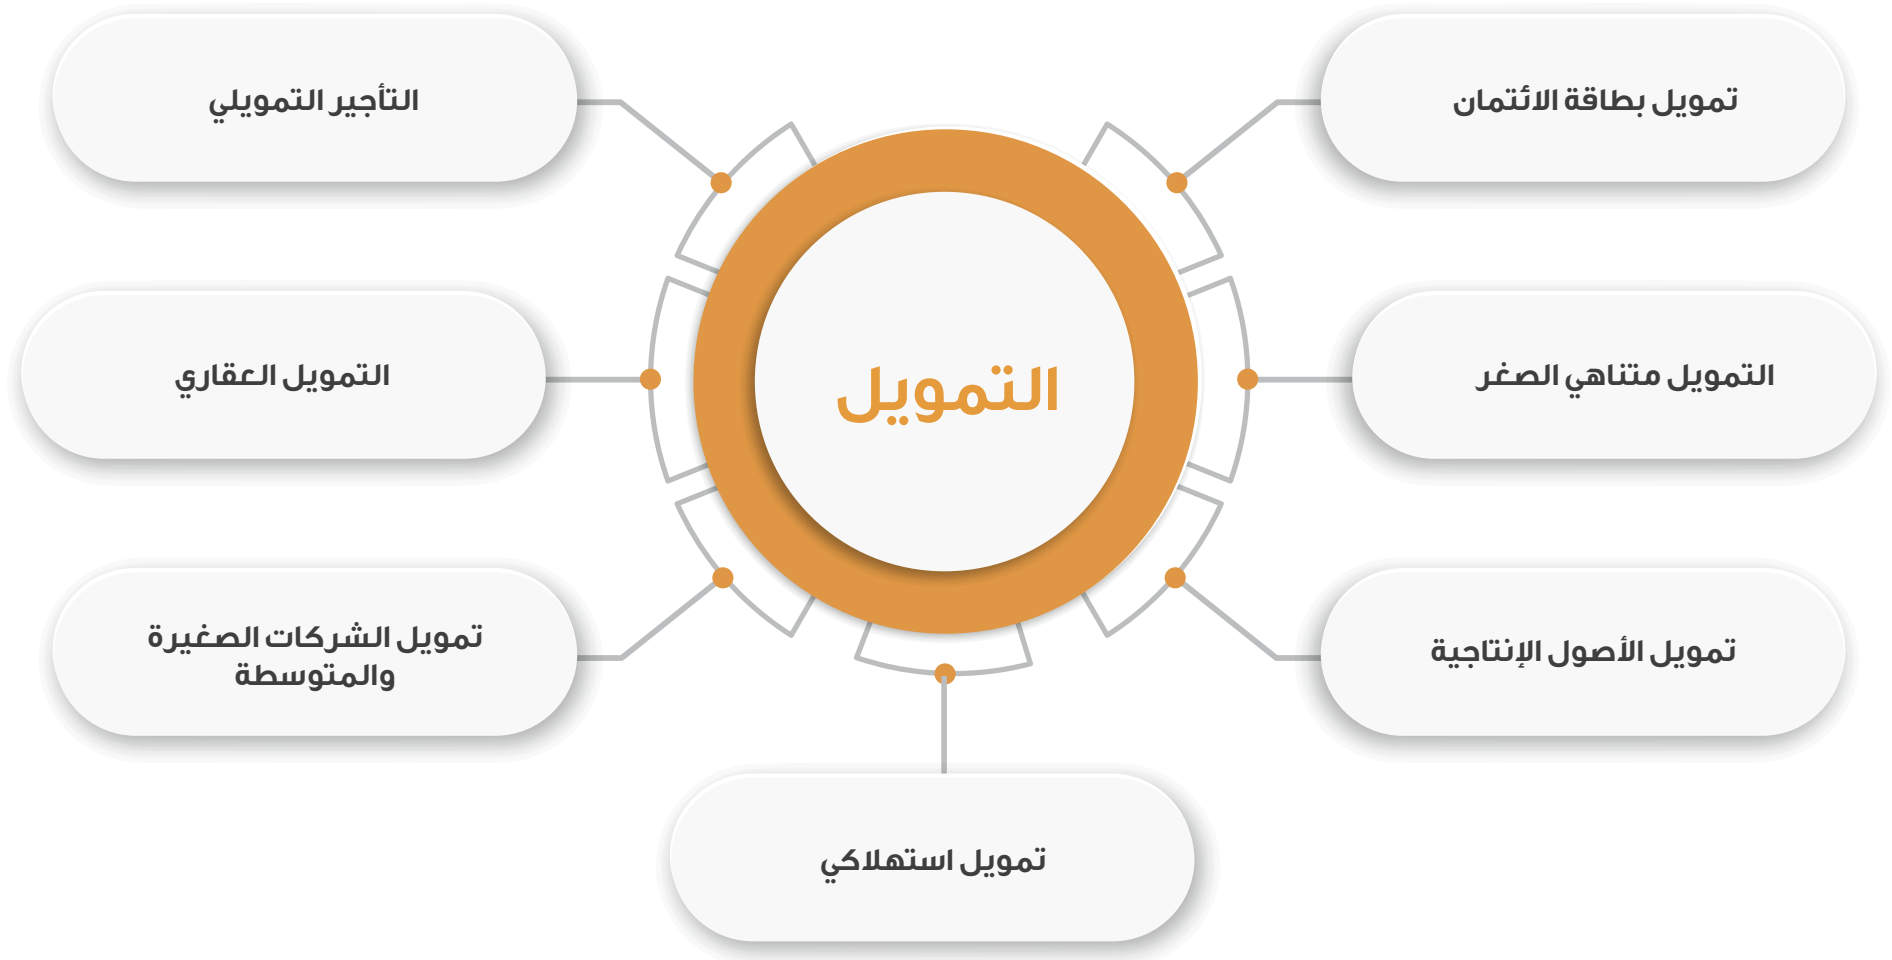 تمويل بطاقة الائتمان
التأجير التمويلي
التمويل متناهي الصغر
التمويل
التمويل العقاري
تمويل الأصول الإنتاجية
تمويل الشركات الصغيرة
والمتوسطة
تمويل استهلاكي